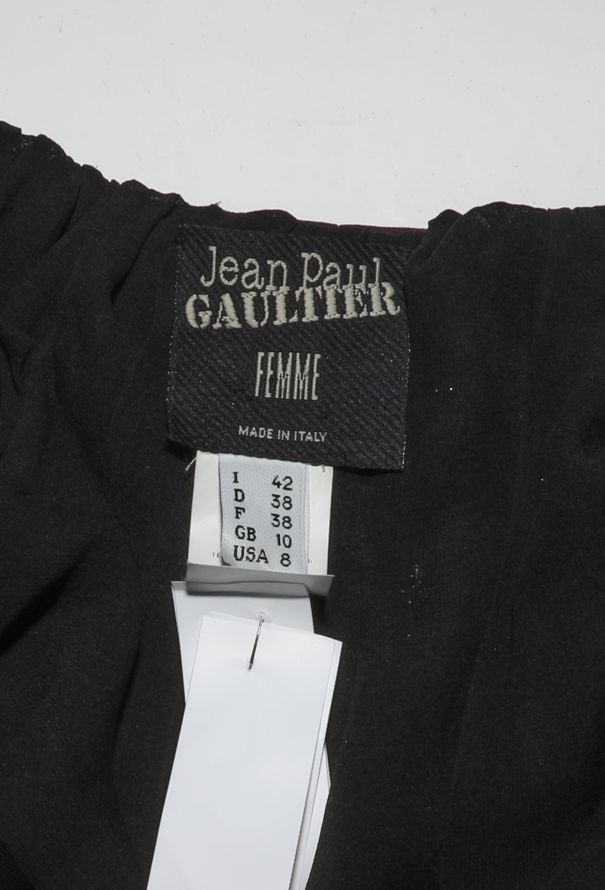 Jean Paul
GAULTIER
FEMME
MADE IN ITALY
I 42
D 38
F 38
GB 10
USA 8